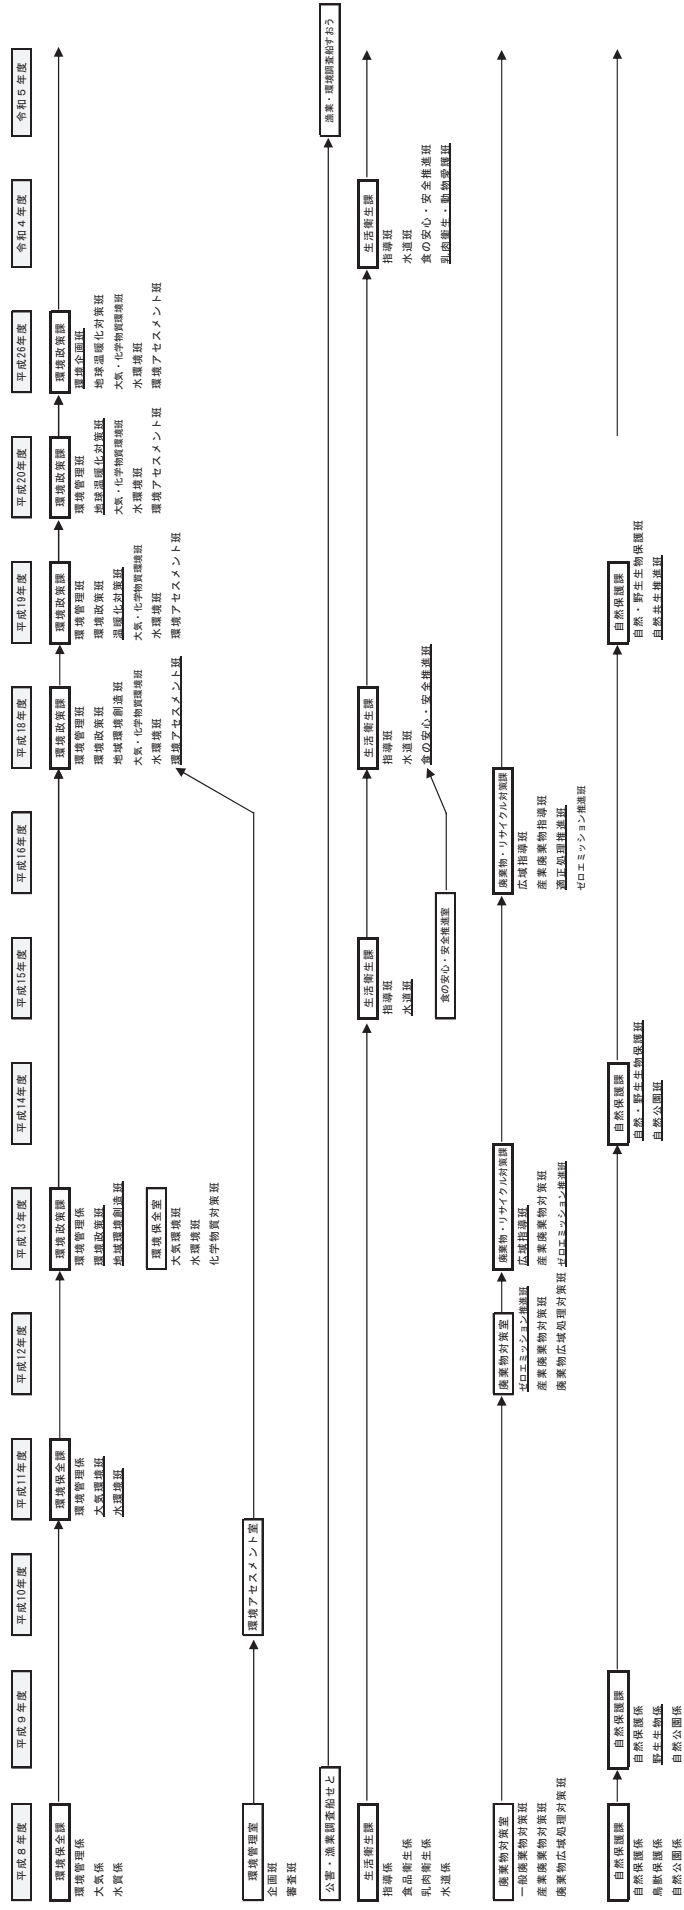 平成８年度
平成９年度
平成10年度
平成11年度
平成12年度
平成13年度
平成14年度
平成15年度
平成16年度
平成18年度
平成19年度
平成20年度
平成26年度
令和４年度
令和５年度
環境保全課
環境管理係
大気係
水質係
環境保全課
環境管理係
大気環境班
水環境班
環境政策課
環境管理係
環境政策班
地域環境創造班
環境保全室
大気環境班
水環境班
化学物質対策班
環境政策課
環境管理班
環境政策班
地域環境創造班
大気・化学物質環境班
水環境班
環境アセスメント班
環境政策課
環境管理班
環境政策班
温暖化対策班
大気・化学物質環境班
水環境班
環境アセスメント班
環境政策課
環境管理班
地球温暖化対策班
大気・化学物質環境班
水環境班
環境アセスメント班
環境政策課
環境企画班
地球温暖化対策班
大気・化学物質環境班
水環境班
環境アセスメント班
環境管理室
企画班
審査班
環境アセスメント室
公害・漁業調査船せと
漁業・環境調査船すおう
生活衛生課
指導係
食品衛生係
乳肉衛生係
水道係
生活衛生課
指導班
水道班
食の安心・安全推進室
生活衛生課
指導班
水道班
食の安心・安全推進班
生活衛生課
指導班
水道班
食の安心・安全推進班
乳肉衛生・動物愛護班
廃棄物対策室
一般廃棄物対策班
産業廃棄物対策班
廃棄物広域処理対策班
廃棄物対策室
ゼロエミッション推進班
産業廃棄物対策班
廃棄物広域処理対策班
廃棄物・リサイクル対策課
広域指導班
産業廃棄物対策班
ゼロエミッション推進班
廃棄物・リサイクル対策課
広域指導班
産業廃棄物指導班
適正処理推進班
ゼロエミッション推進班
自然保護課
自然保護係
鳥獣保護係
自然公園係
自然保護課
自然保護係
野生生物係
自然公園係
自然保護課
自然・野生生物保護班
自然公園班
自然保護課
自然・野生生物保護班
自然共生推進班